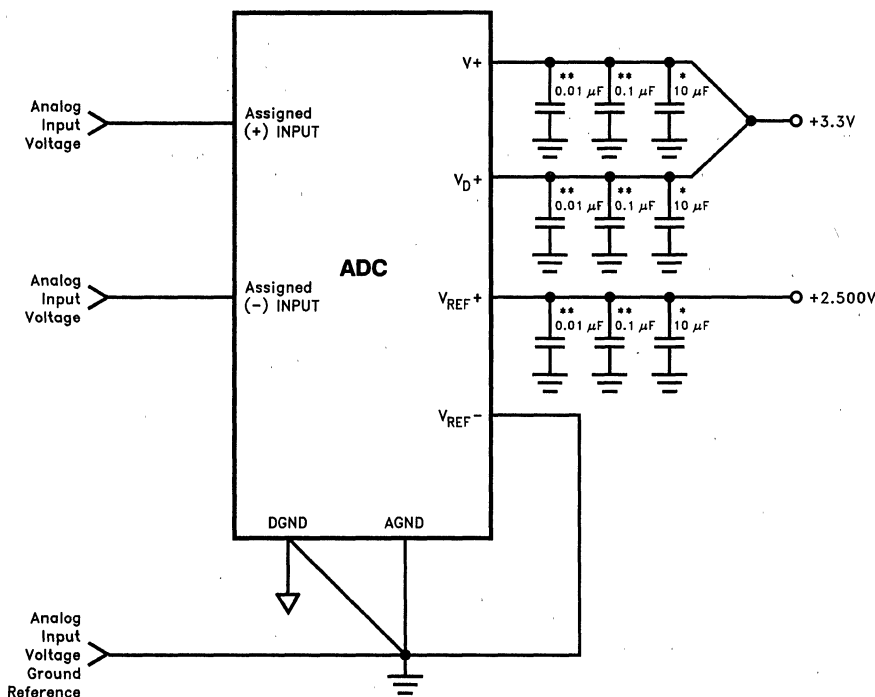 Analog
Input
Voltage
Assigned
(+) INPUT
Analog
Input
Voltage
Assigned
(−) INPUT
ADC
V+
** 0.01 µF
** 0.1 µF
* 10 µF
+3.3V
VD+
** 0.01 µF
** 0.1 µF
* 10 µF
VREF+
** 0.01 µF
** 0.1 µF
* 10 µF
+2.500V
VREF−
DGND
AGND
Analog
Input
Voltage
Ground
Reference